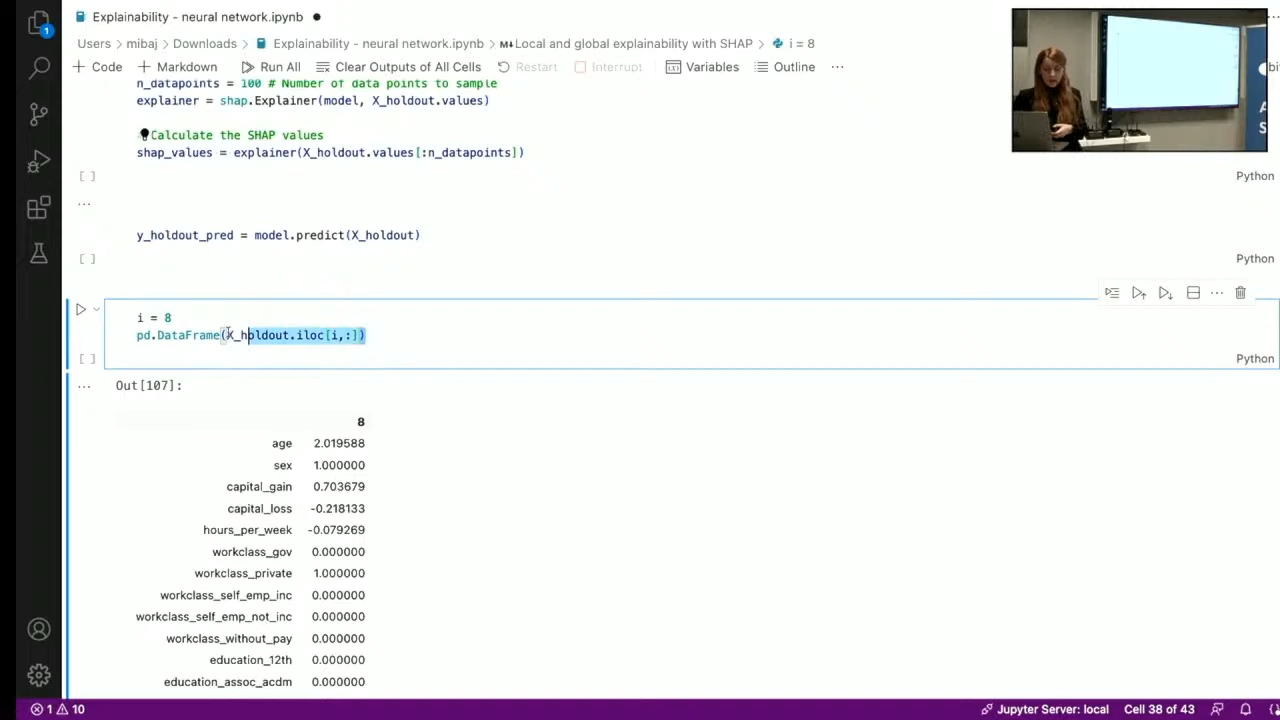 Explainability - neural network.ipynb
1
Users > mibaj > Downloads > Explainability - neural network.ipynb > M↓Local and global explainability with SHAP > i = 8
+ Code + Markdown Run All Clear Outputs of All Cells Restart Interrupt Variables Outline ...
n_datapoints = 100 # Number of data points to sample
explainer = shap.Explainer(model, X_holdout.values)
Calculate the SHAP values
shap_values = explainer(X_holdout.values[:n_datapoints])
[ ] Python
...
y_holdout_pred = model.predict(X_holdout)
[ ] Python
i = 8
pd.DataFrame(X_holdout.iloc[i,:])
[ ] Python
... Out[107]:
8
age 2.019588
sex 1.000000
capital_gain 0.703679
capital_loss -0.218133
hours_per_week -0.079269
workclass_gov 0.000000
workclass_private 1.000000
workclass_self_emp_inc 0.000000
workclass_self_emp_not_inc 0.000000
workclass_without_pay 0.000000
education_12th 0.000000
education_assoc_acdm 0.000000
1 10 Jupyter Server: local Cell 38 of 43